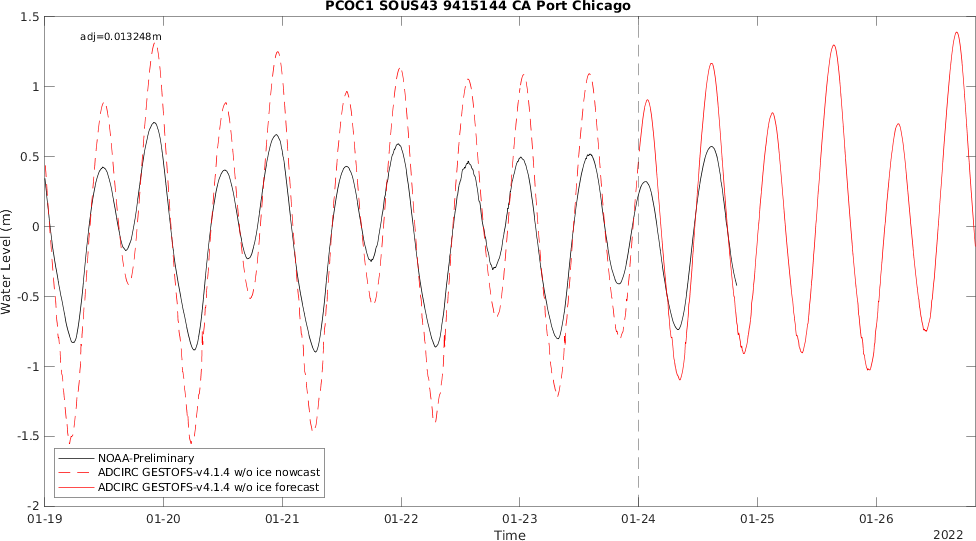 PCOC1 SOUS43 9415144 CA Port Chicago
adj=0.013248m
1.5
1
0.5
0
-0.5
-1
-1.5
-2
Water Level (m)
NOAA-Preliminary
ADCIRC GESTOFS-v4.1.4 w/o ice nowcast
ADCIRC GESTOFS-v4.1.4 w/o ice forecast
01-19 01-20 01-21 01-22 01-23 01-24 01-25 01-26
Time
2022